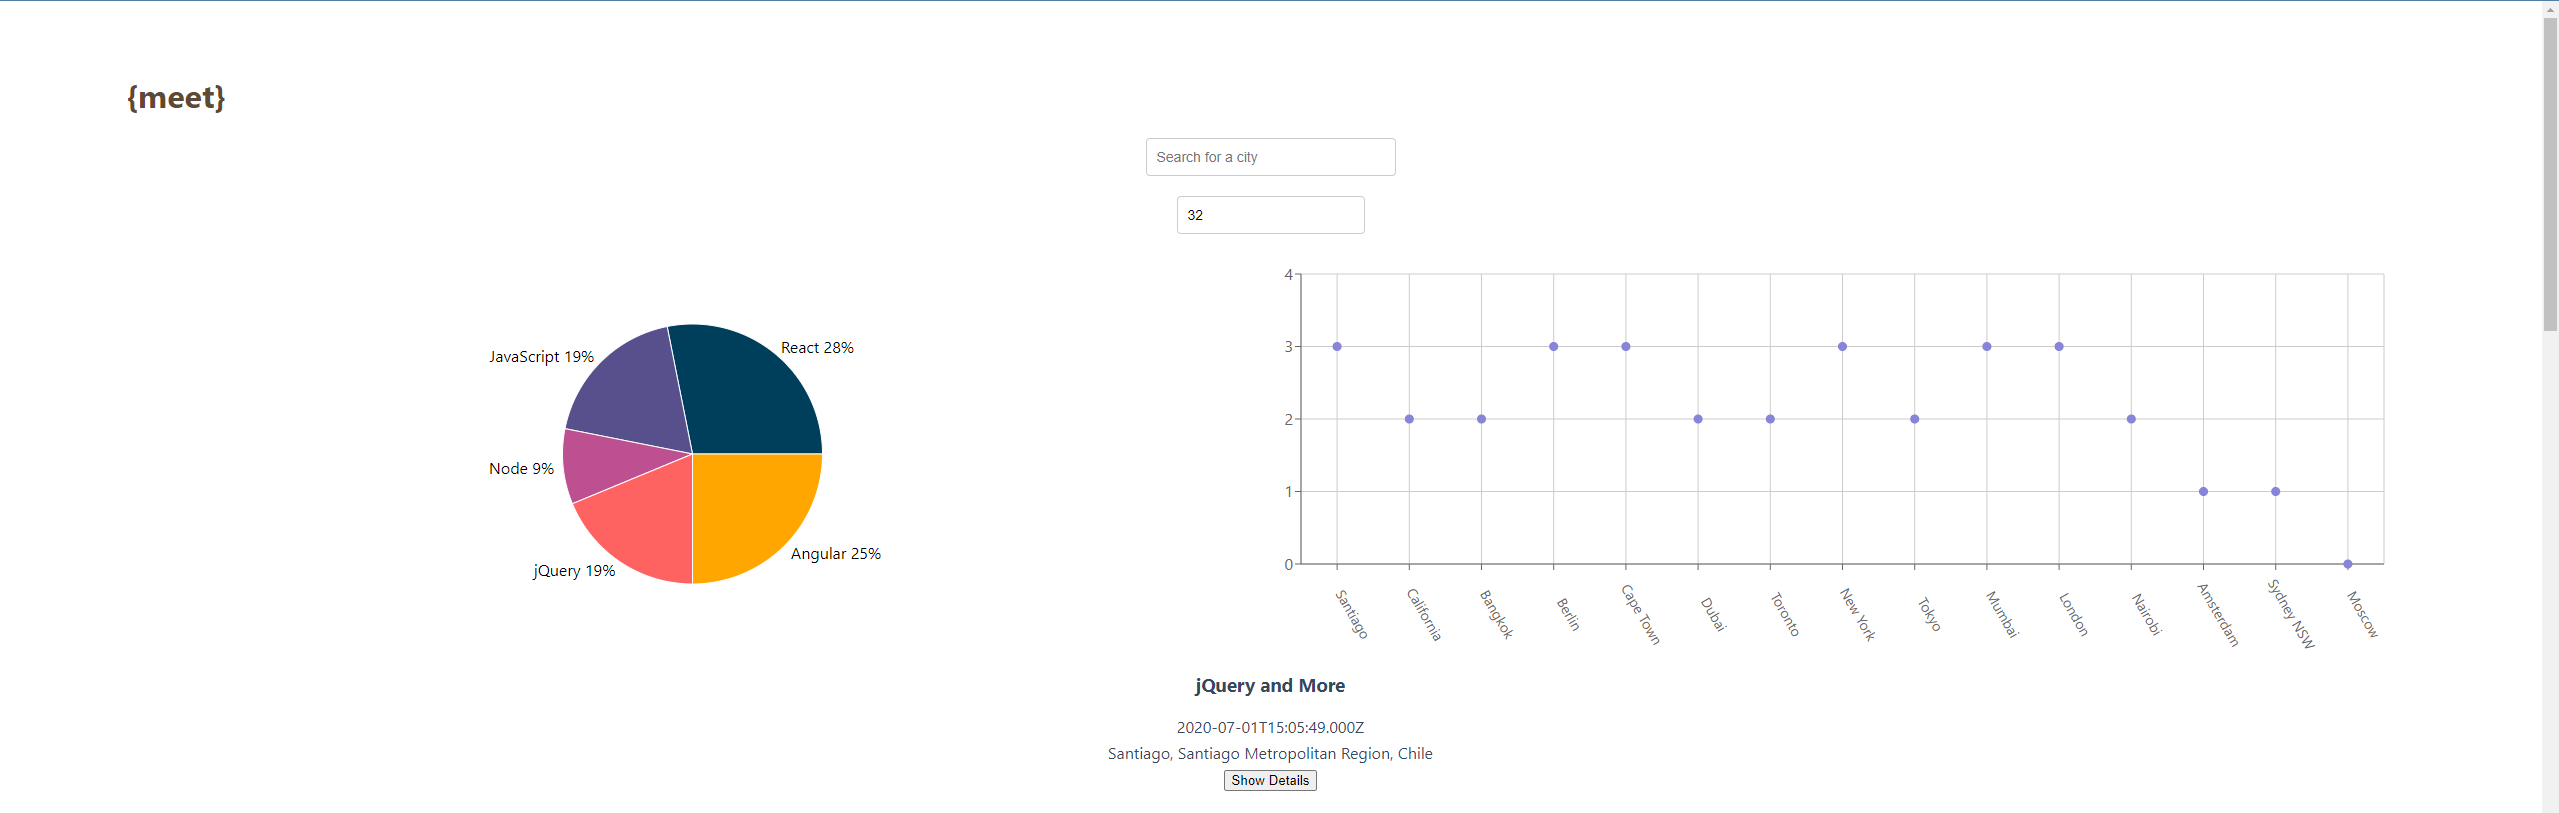 {meet}
Search for a city
32
JavaScript 19%
React 28%
Node 9%
jQuery 19%
Angular 25%
4
3
2
1
0
Santiago
California
Bangkok
Berlin
Cape Town
Dubai
Toronto
New York
Tokyo
Mumbai
London
Nairobi
Amsterdam
Sydney NSW
Moscow
jQuery and More
2020-07-01T15:05:49.000Z
Santiago, Santiago Metropolitan Region, Chile
Show Details